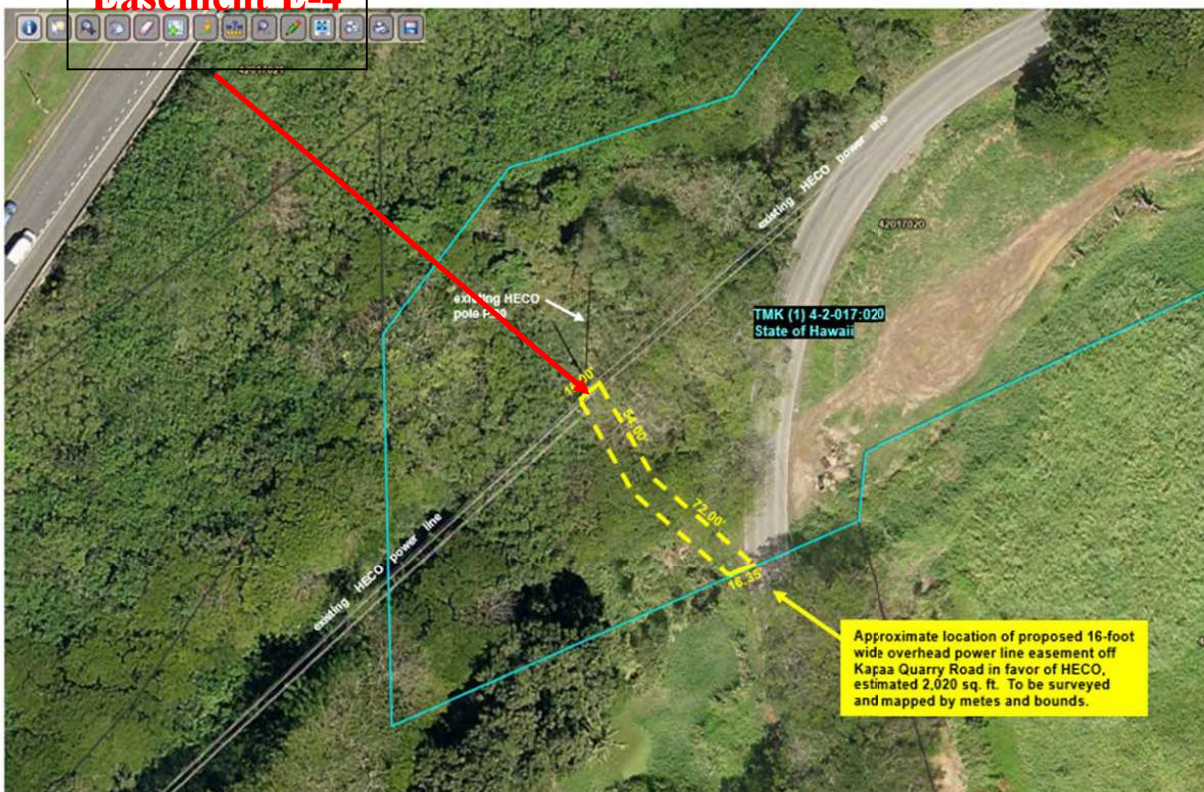 Easement E-4
42017021
existing HECO power line
42017020
existing HECO
pole P.
TMK (1) 4-2-017:020
State of Hawaii
54.00'
72.00'
16.35'
existing HECO power line
Approximate location of proposed 16-foot
wide overhead power line easement off
Kapaa Quarry Road in favor of HECO,
estimated 2,020 sq. ft. To be surveyed
and mapped by metes and bounds.